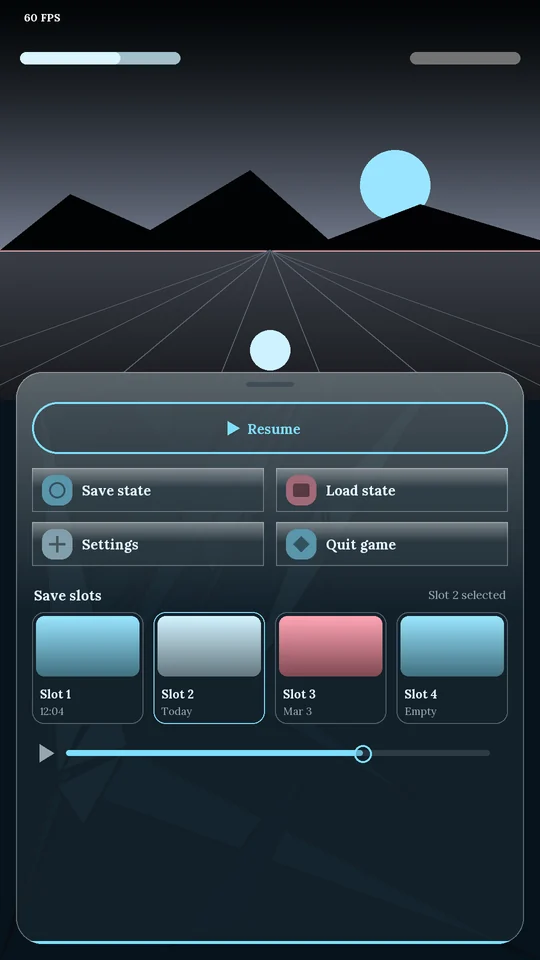 60 FPS
Resume
Save state
Load state
Settings
Quit game
Save slots
Slot 2 selected
Slot 1
12:04
Slot 2
Today
Slot 3
Mar 3
Slot 4
Empty